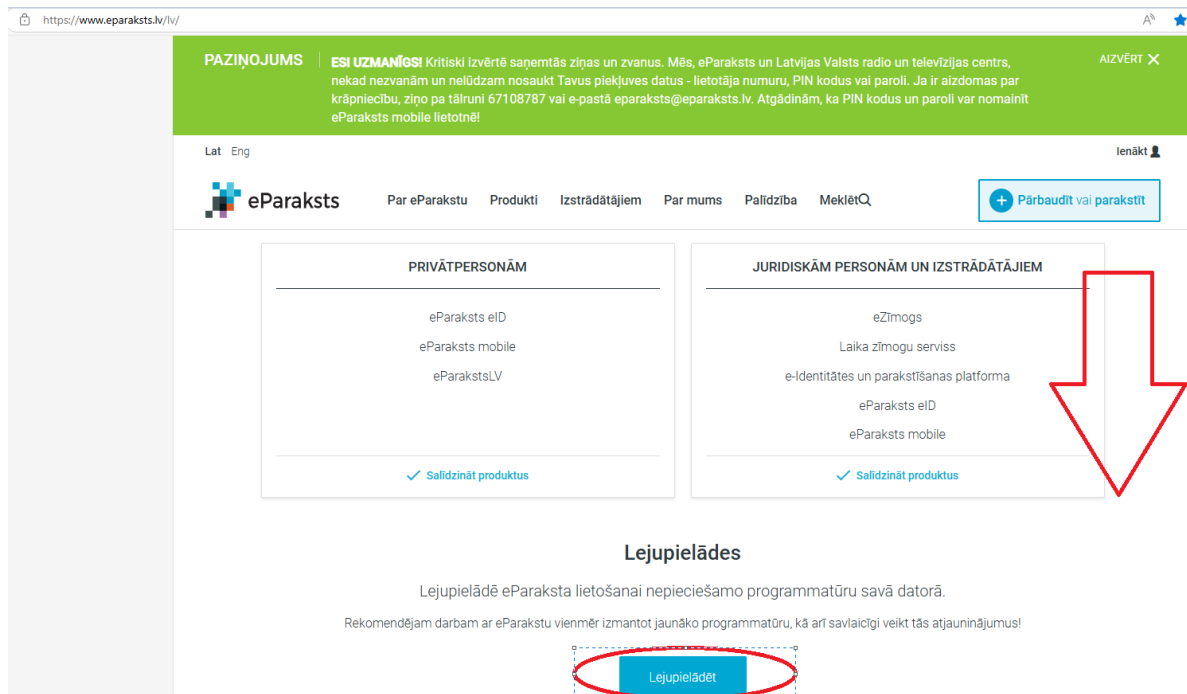 https://www.eparaksts.lv/lv/
PAZIŅOJUMS
ESI UZMANĪGS! Kritiski izvērtē saņemtās ziņas un zvanus. Mēs, eParaksts un Latvijas Valsts radio un televīzijas centrs,
nekad nezvanām un nelūdzam nosaukt Tavus piekļuves datus - lietotāja numuru, PIN kodus vai paroli. Ja ir aizdomas par
krāpniecību, ziņo pa tālruni 67108787 vai e-pastā eparaksts@eparaksts.lv. Atgādinām, ka PIN kodus un paroli var nomainīt
eParaksts mobile lietotnē!
AIZVĒRT
Lat Eng
Ienākt
eParaksts
Par eParakstu Produkti Izstrādātājiem Par mums Palīdzība Meklēt
Pārbaudīt vai parakstīt
PRIVĀTPERSONĀM
eParaksts eID
eParaksts mobile
eParakstsLV
Salīdzināt produktus
JURIDISKĀM PERSONĀM UN IZSTRĀDĀTĀJIEM
eZīmogs
Laika zīmogu serviss
e-Identitātes un parakstīšanas platforma
eParaksts eID
eParaksts mobile
Salīdzināt produktus
Lejupielādes
Lejupielādē eParaksta lietošanai nepieciešamo programmatūru savā datorā.
Rekomendējam darbam ar eParakstu vienmēr izmantot jaunāko programmatūru, kā arī savlaicīgi veikt tās atjauninājumus!
Lejupielādēt